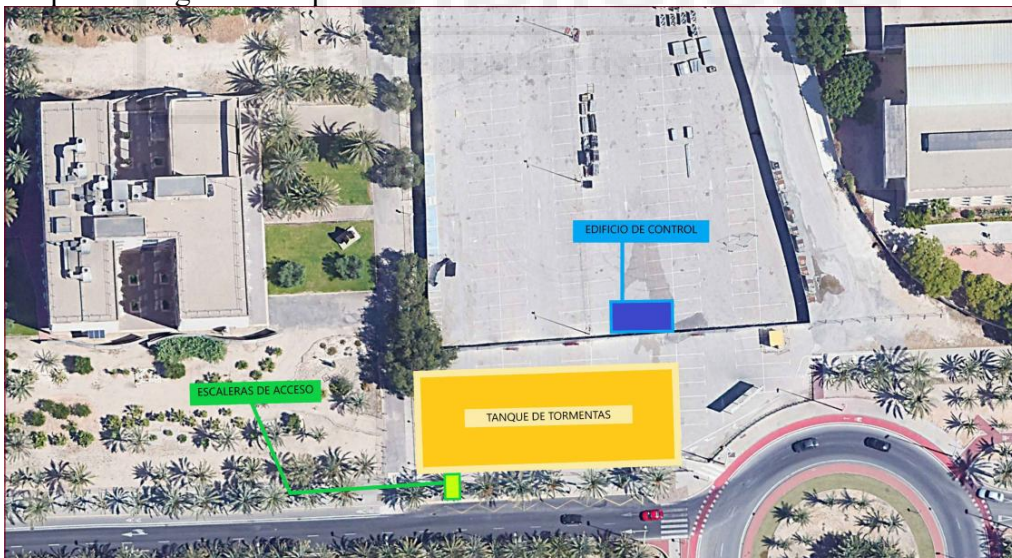 EDIFICIO DE CONTROL
ESCALERAS DE ACCESO
TANQUE DE TORMENTAS